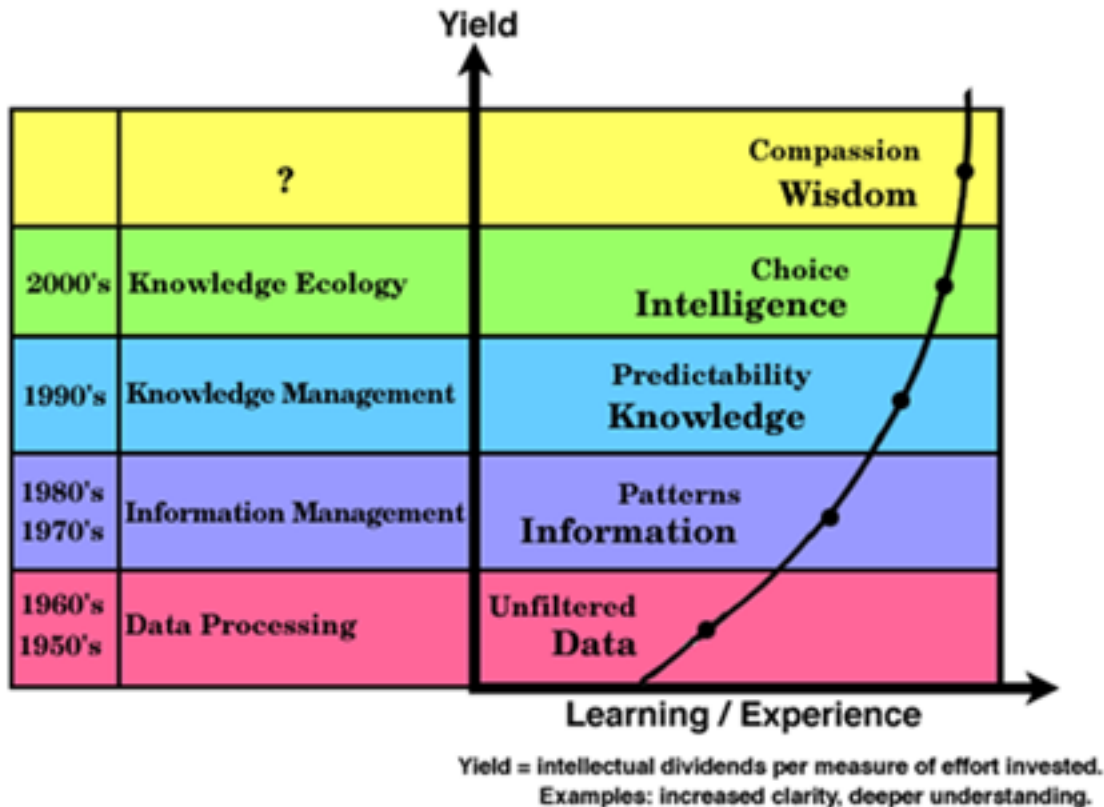 Yield
?
Compassion
Wisdom
2000's Knowledge Ecology
Choice
Intelligence
1990's Knowledge Management
Predictability
Knowledge
1980's
1970's
Information Management
Patterns
Information
1960's
1950's
Data Processing
Unfiltered
Data
Learning / Experience
Yield = intellectual dividends per measure of effort invested.
Examples: increased clarity, deeper understanding.